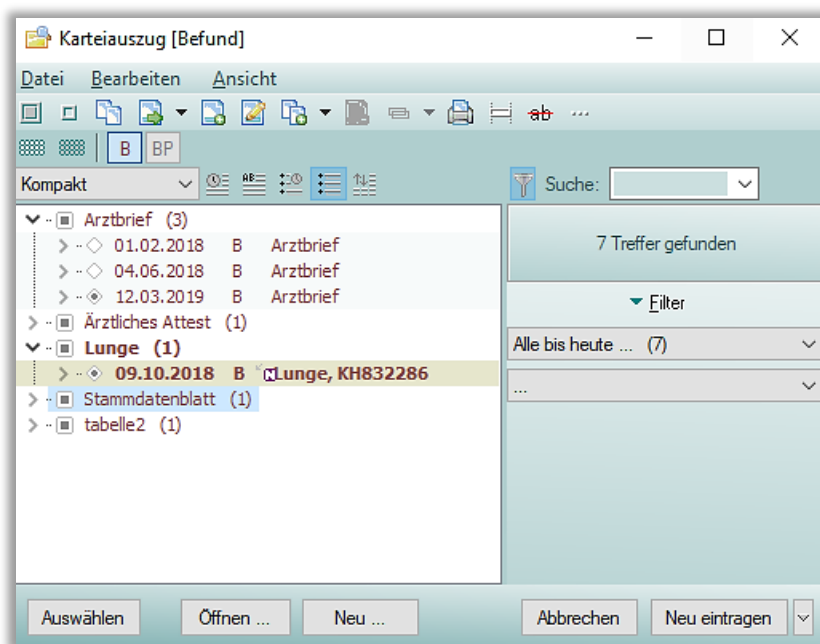 Karteiauszug [Befund]
Datei Bearbeiten Ansicht
ab ...
B BP
Kompakt
AB
Suche:
Arztbrief (3)
01.02.2018 B Arztbrief
04.06.2018 B Arztbrief
12.03.2019 B Arztbrief
Ärztliches Attest (1)
Lunge (1)
09.10.2018 B N Lunge, KH832286
Stammdatenblatt (1)
tabelle2 (1)
7 Treffer gefunden
Filter
Alle bis heute ... (7)
...
Auswählen Öffnen ... Neu ... Abbrechen Neu eintragen